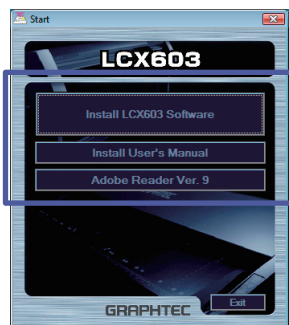 Start
LCX603
Install LCX603 Software
Install User's Manual
Adobe Reader Ver. 9
Exit
GRAPHTEC